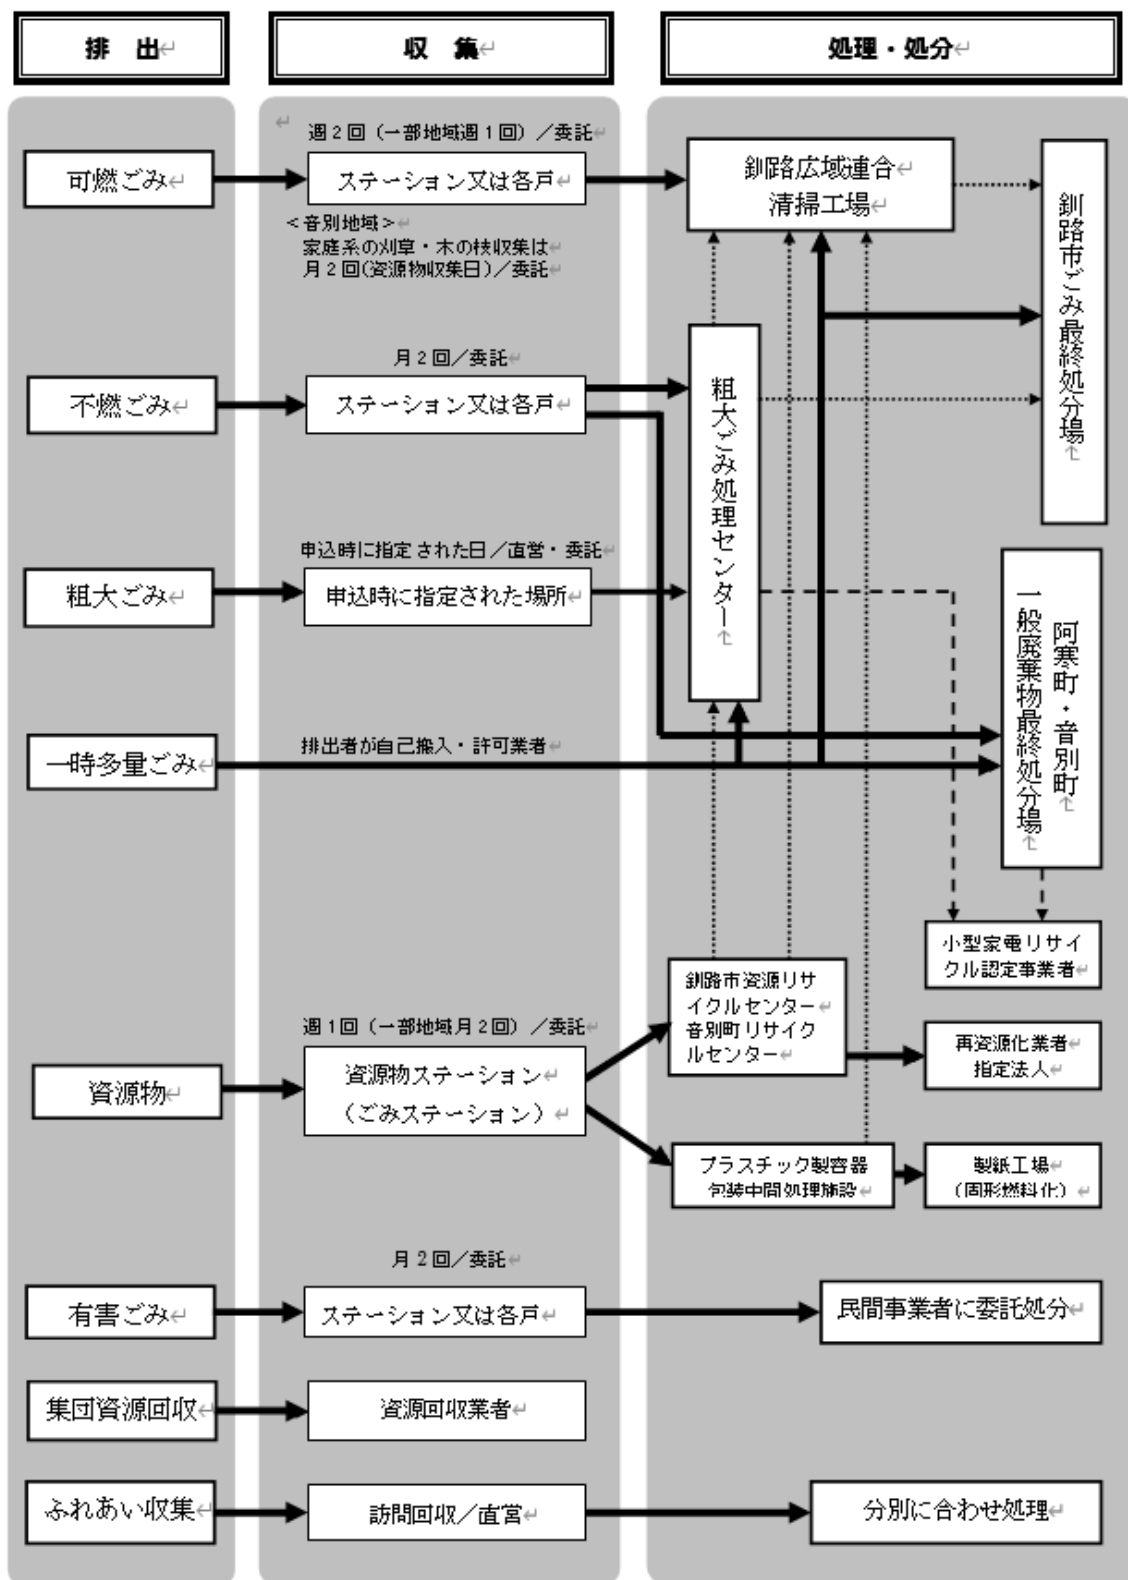 排 出
収 集
処理・処分
週2回（一部地域週1回）／委託
可燃ごみ
ステーション又は各戸
釧路広域連合
清掃工場
釧路市ごみ最終処分場
＜音別地域＞
家庭系の刈草・木の枝収集は
月2回(資源物収集日)／委託
月2回／委託
不燃ごみ
ステーション又は各戸
粗大ごみ処理センター
申込時に指定された日／直営・委託
粗大ごみ
申込時に指定された場所
阿寒町・音別町
一般廃棄物最終処分場
一時多量ごみ
排出者が自己搬入・許可業者
小型家電リサイ
クル認定事業者
週1回（一部地域月2回）／委託
資源物
資源物ステーション
（ごみステーション）
釧路市資源リサ
イクルセンター
音別町リサイク
ルセンター
再資源化業者
指定法人
プラスチック製容器
包装中間処理施設
製紙工場
（固形燃料化）
月2回／委託
有害ごみ
ステーション又は各戸
民間事業者に委託処分
集団資源回収
資源回収業者
ふれあい収集
訪問回収／直営
分別に合わせ処理